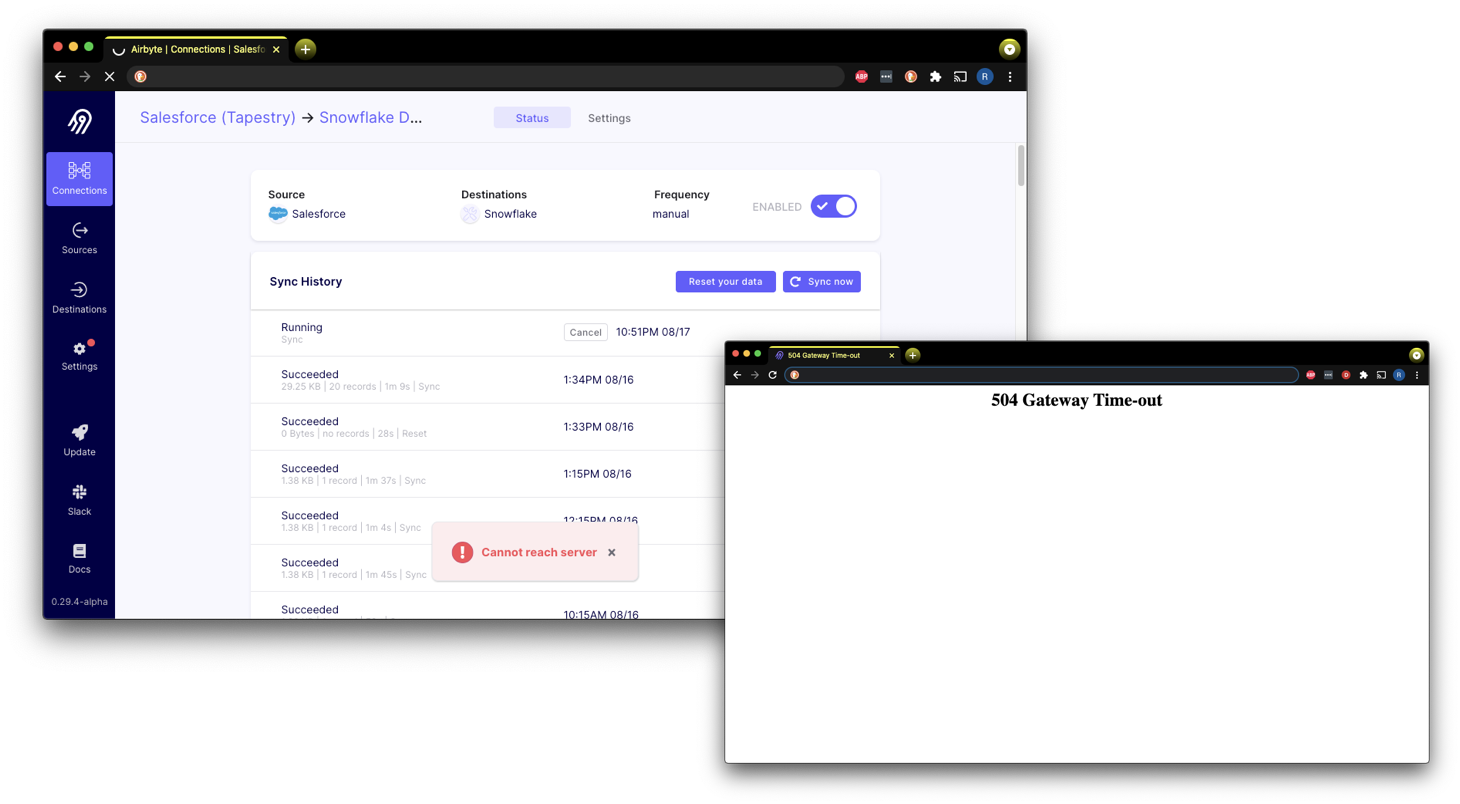 Airbyte | Connections | Salesfo
ABP
R
Salesforce (Tapestry) → Snowflake D...
Status
Settings
Connections
Sources
Destinations
Settings
Update
Slack
Docs
0.29.4-alpha
Source
Salesforce
Destinations
Snowflake
Frequency
manual
ENABLED
Sync History
Reset your data
Sync now
Running
Sync
Cancel
10:51PM 08/17
Succeeded
29.25 KB | 20 records | 1m 9s | Sync
1:34PM 08/16
Succeeded
0 Bytes | no records | 28s | Reset
1:33PM 08/16
Succeeded
1.38 KB | 1 record | 1m 37s | Sync
1:15PM 08/16
Succeeded
1.38 KB | 1 record | 1m 4s | Sync
12:15PM 08/16
Succeeded
1.38 KB | 1 record | 1m 45s | Sync
Cannot reach server
Succeeded
10:15AM 08/16
504 Gateway Time-out
ABP
R
504 Gateway Time-out